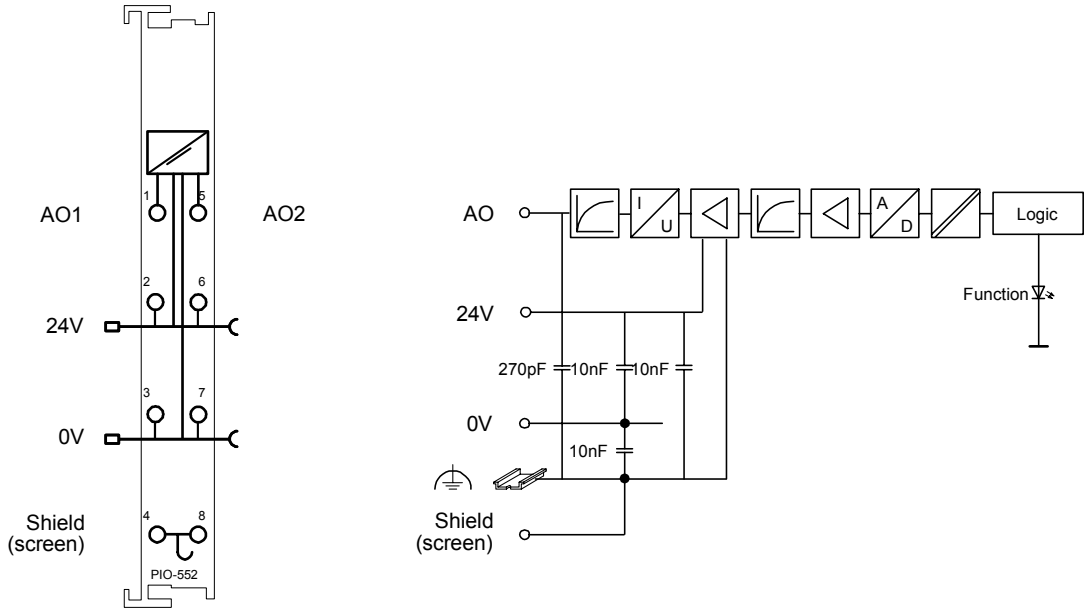 1
5
AO1
AO2
2
6
24V
3
7
0V
Shield
(screen)
4
8
PIO-552
AO
I
U
A
D
Logic
Function
24V
270pF
10nF
10nF
0V
10nF
Shield
(screen)